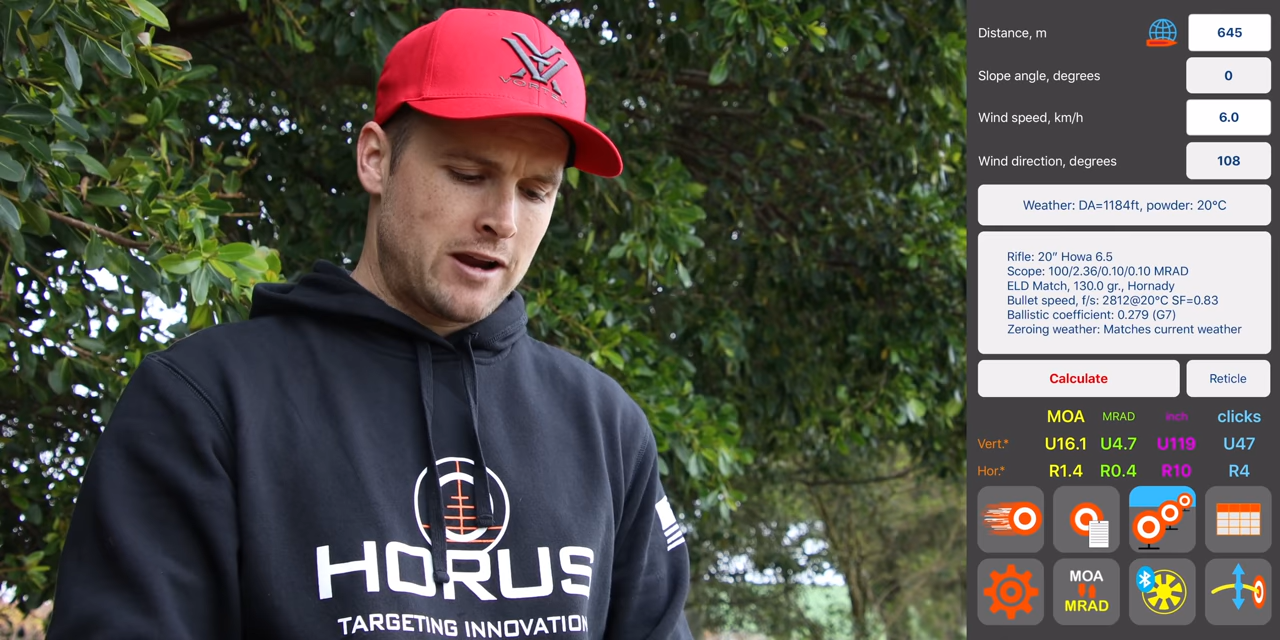 VORTEX
HORUS
TARGETING INNOVATION
Distance, m 645
Slope angle, degrees 0
Wind speed, km/h 6.0
Wind direction, degrees 108
Weather: DA=1184ft, powder: 20°C
Rifle: 20” Howa 6.5
Scope: 100/2.36/0.10/0.10 MRAD
ELD Match, 130.0 gr., Hornady
Bullet speed, f/s: 2812@20°C SF=0.83
Ballistic coefficient: 0.279 (G7)
Zeroing weather: Matches current weather
Calculate Reticle
MOA MRAD inch clicks
Vert.* U16.1 U4.7 U119 U47
Hor.* R1.4 R0.4 R10 R4
MOA
MRAD